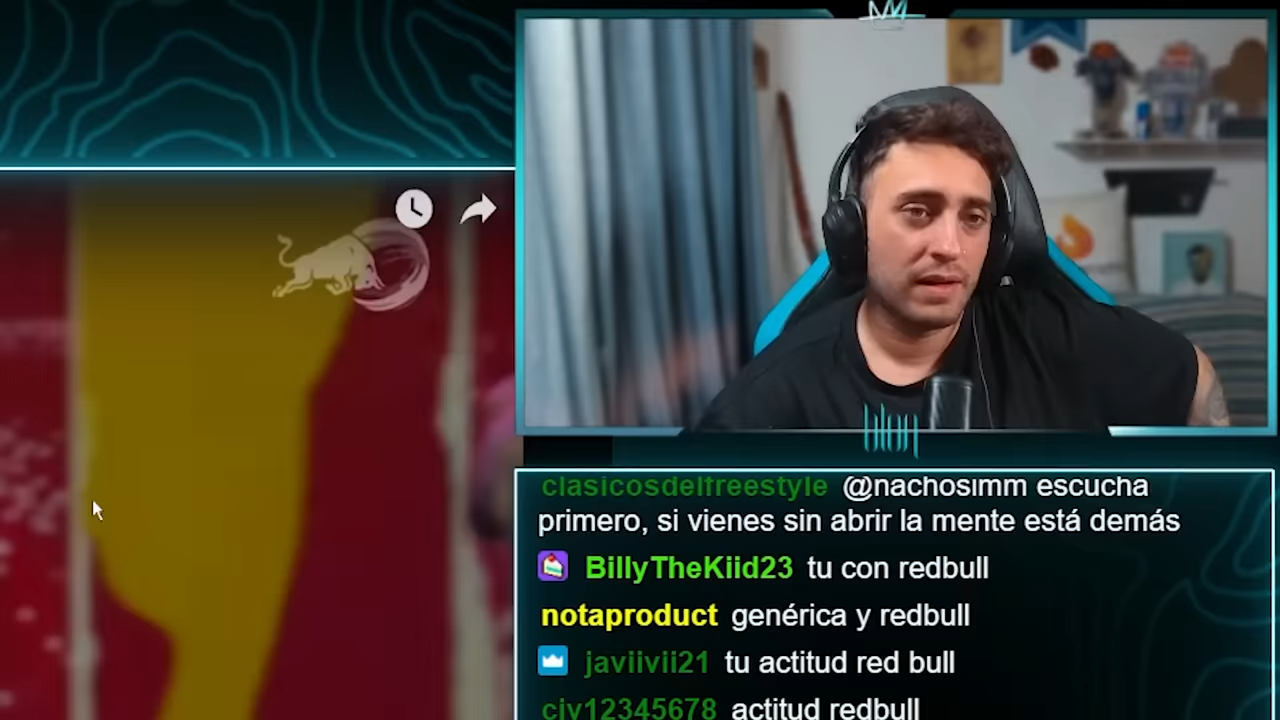 clasicosdelfreestyle @nachosimm escucha
primero, si vienes sin abrir la mente está demás
BillyTheKiid23 tu con redbull
notaproduct genérica y redbull
javiivii21 tu actitud red bull
cjv12345678 actitud redbull